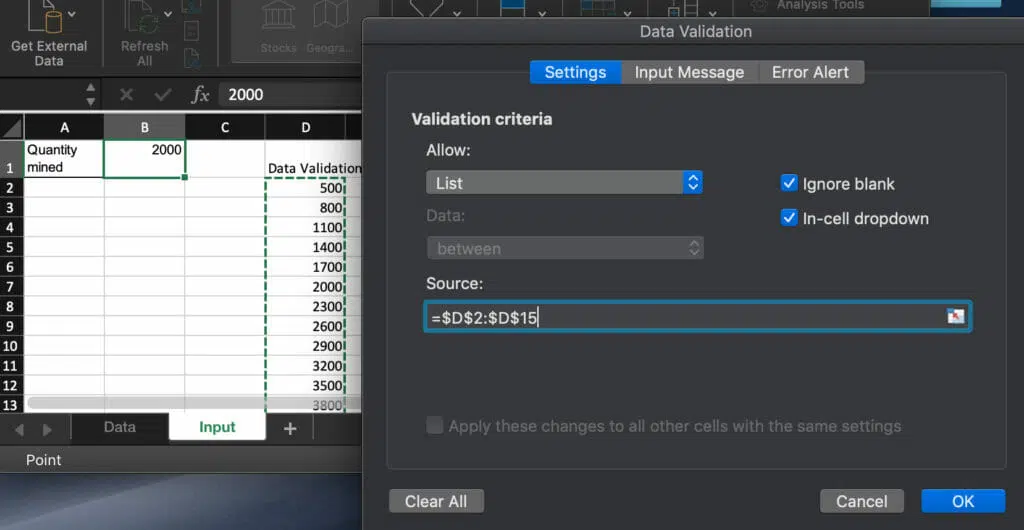 Analysis Tools
Get External
Data
Refresh
All
Stocks
Geogra...
Data Validation
fx
2000
Settings
Input Message
Error Alert
Validation criteria
Allow:
List
Ignore blank
Data:
In-cell dropdown
between
Source:
=$D$2:$D$15
Apply these changes to all other cells with the same settings
Clear All
Cancel
OK
A B C D
1 Quantity mined 2000 Data Validation
2 500
3 800
4 1100
5 1400
6 1700
7 2000
8 2300
9 2600
10 2900
11 3200
12 3500
13 3800
Data
Input
+
Point